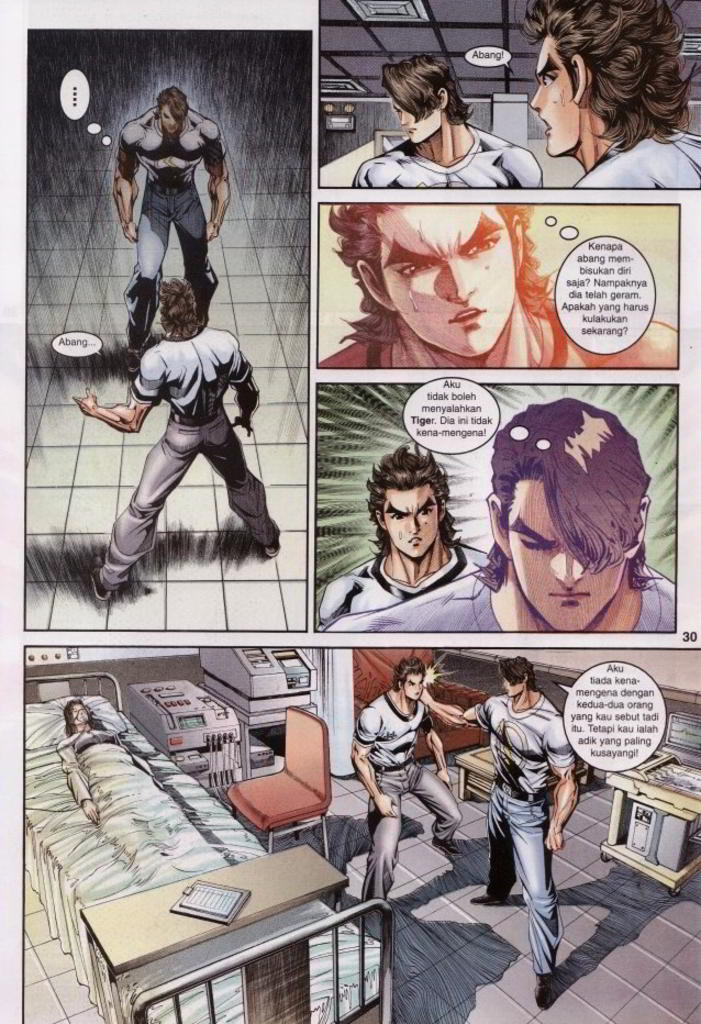 ....
Abang...
Abang!
Kenapa
abang mem-
bisukan diri
saja? Nampaknya
dia telah geram.
Apakah yang harus
kulakukan
sekarang?
Aku
tidak boleh
menyalahkan
Tiger. Dia ini tidak
kena-mengena!
30
Aku
tiada kena-
mengena dengan
kedua-dua orang
yang kau sebut tadi
itu. Tetapi kau ialah
adik yang paling
kusayangi!